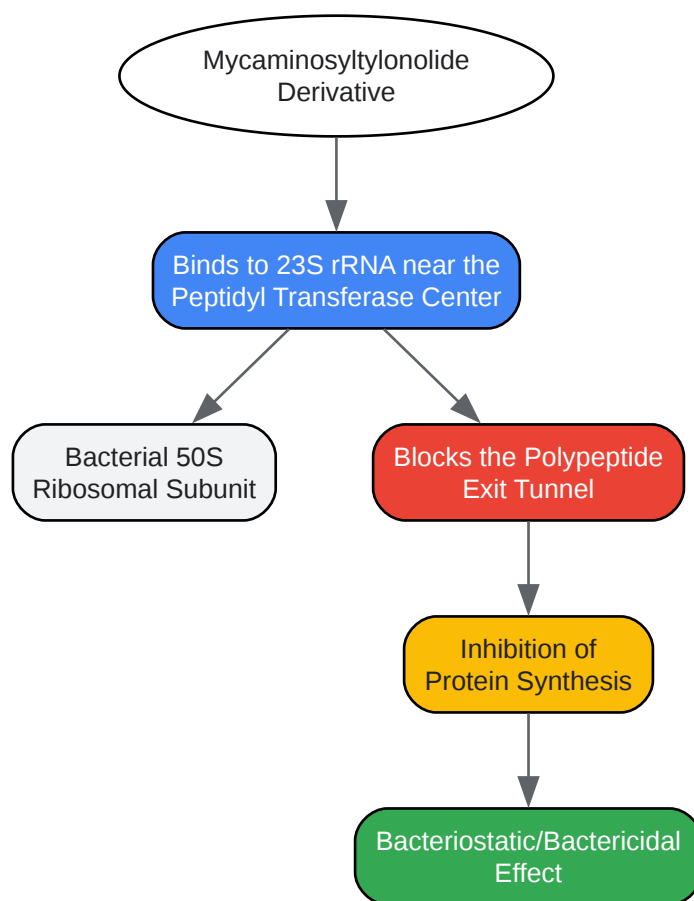 Mycaminosyltylonolide
Derivative
Binds to 23S rRNA near the
Peptidyl Transferase Center
Bacterial 50S
Ribosomal Subunit
Blocks the Polypeptide
Exit Tunnel
Inhibition of
Protein Synthesis
Bacteriostatic/Bactericidal
Effect